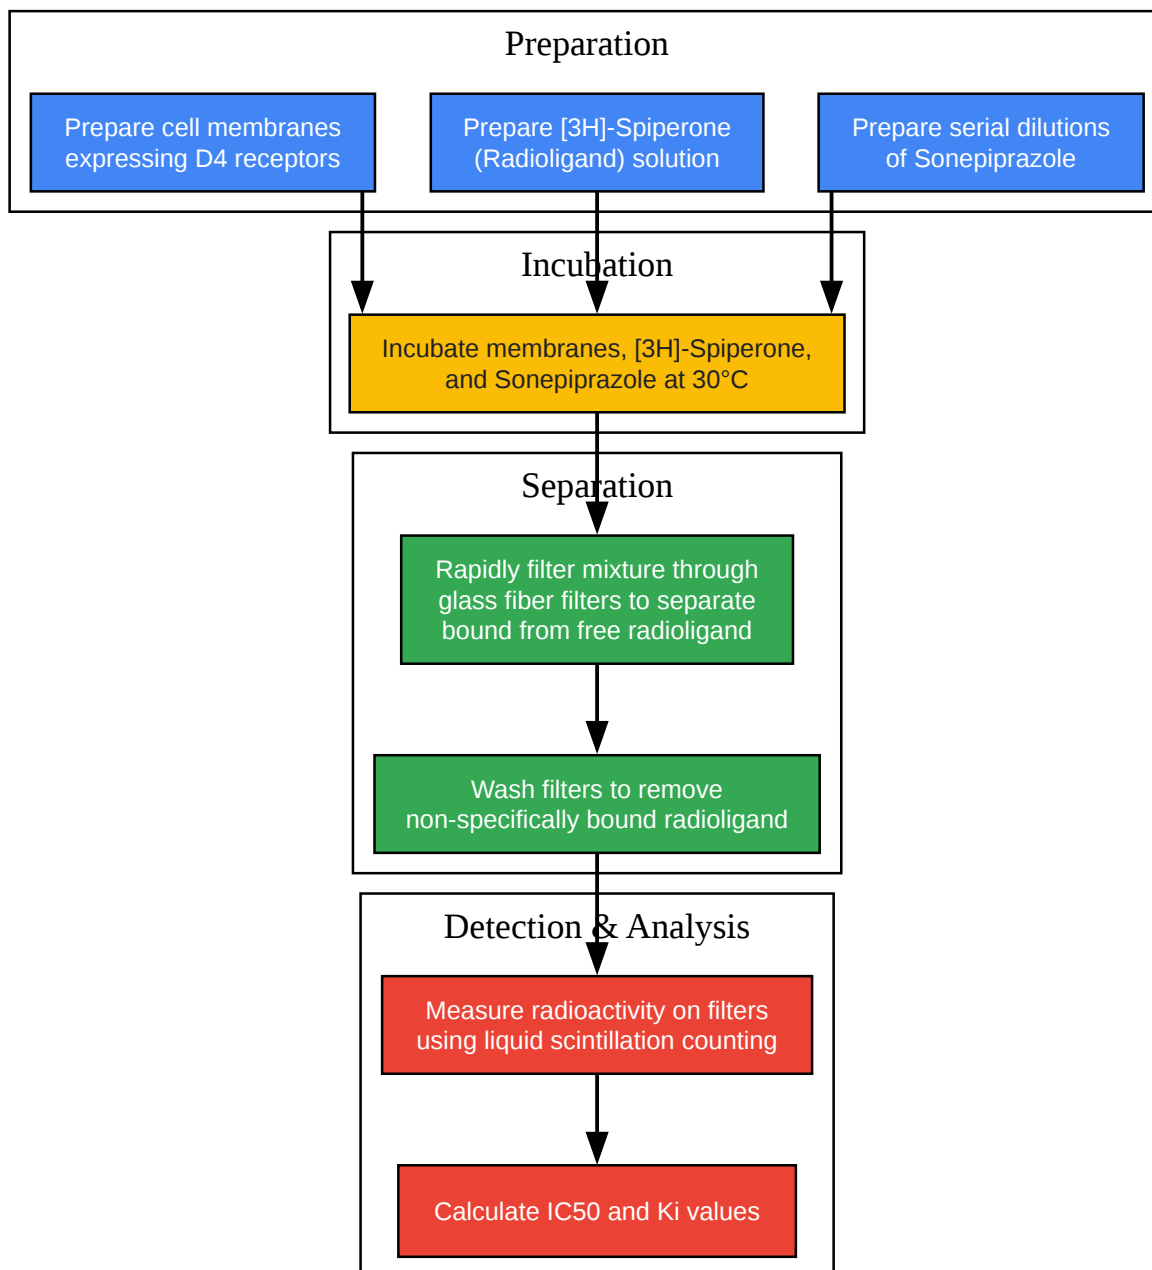 Preparation
Prepare cell membranes
expressing D4 receptors
Prepare [3H]-Spiperone
(Radioligand) solution
Prepare serial dilutions
of Sonepiprazole
Incubation
Incubate membranes, [3H]-Spiperone,
and Sonepiprazole at 30°C
Separation
Rapidly filter mixture through
glass fiber filters to separate
bound from free radioligand
Wash filters to remove
non-specifically bound radioligand
Detection & Analysis
Measure radioactivity on filters
using liquid scintillation counting
Calculate IC50 and Ki values